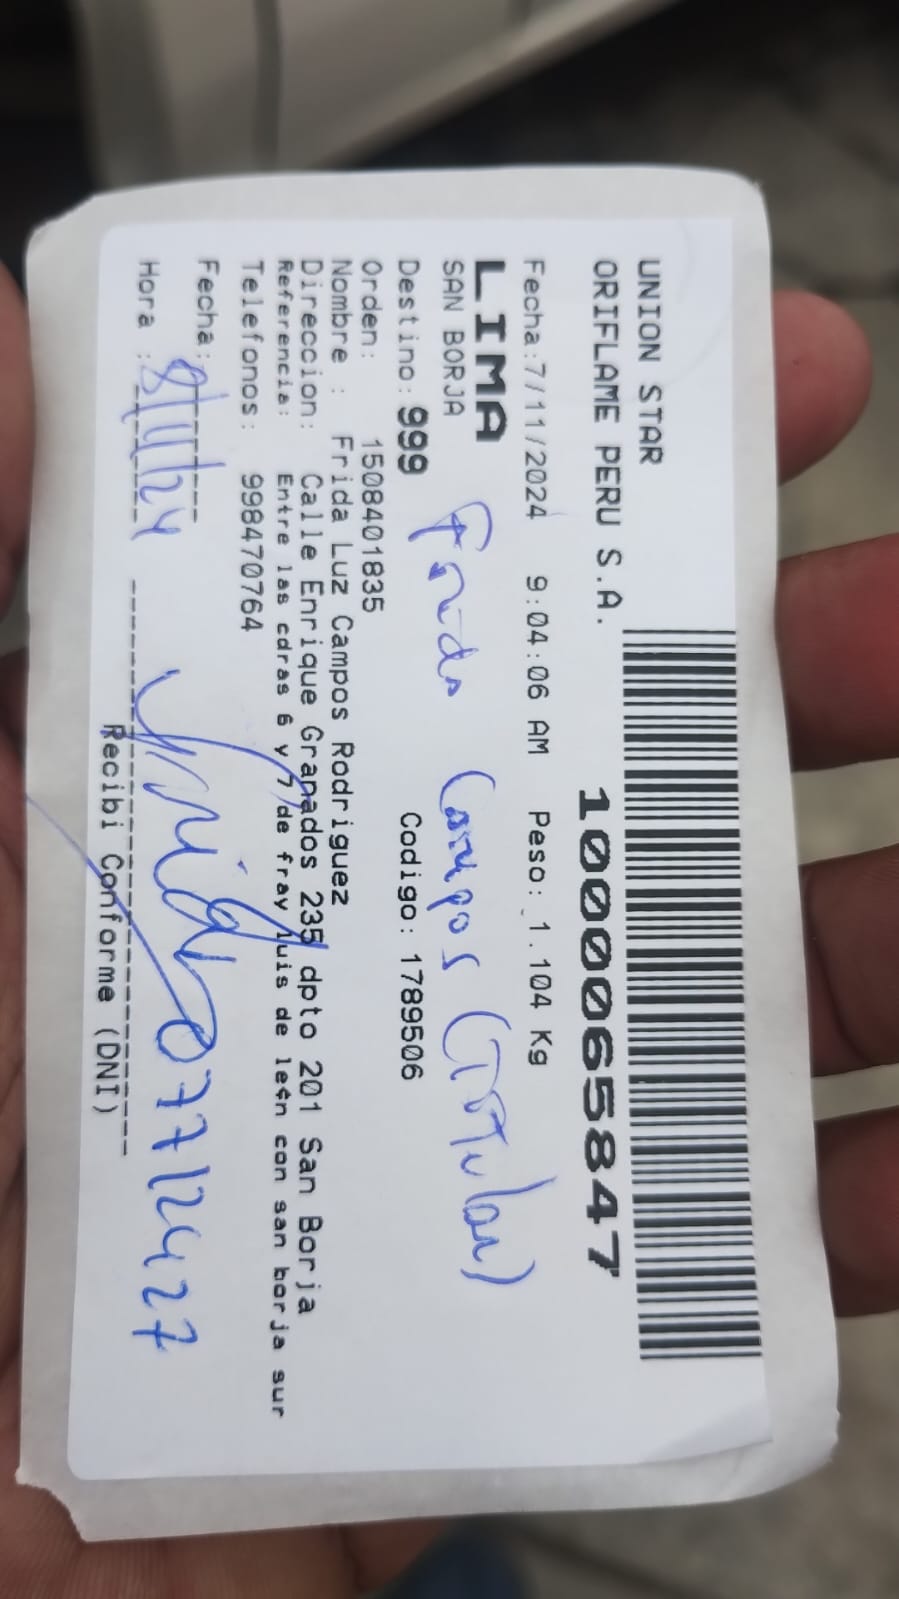 UNION STAR
ORIFLAME PERU S.A.
10000658847
Fecha:7/11/2024 9:04:06 AM Peso: 1.104 Kg
LIMA
SAN BORJA
Frida Campos (Titular)
Destino: 999 Codigo: 1789506
Orden: 1508401835
Nombre : Frida Luz Campos Rodriguez
Direccion: Calle Enrique Granados 235 dpto 201 San Borja
Referencia: Entre las cdras 6 y 7 de fray luis de le¢n con san borja sur
Telefonos: 998470764
Fecha:
Hora : 8/11/24 07712427
Recibi Conforme (DNI)